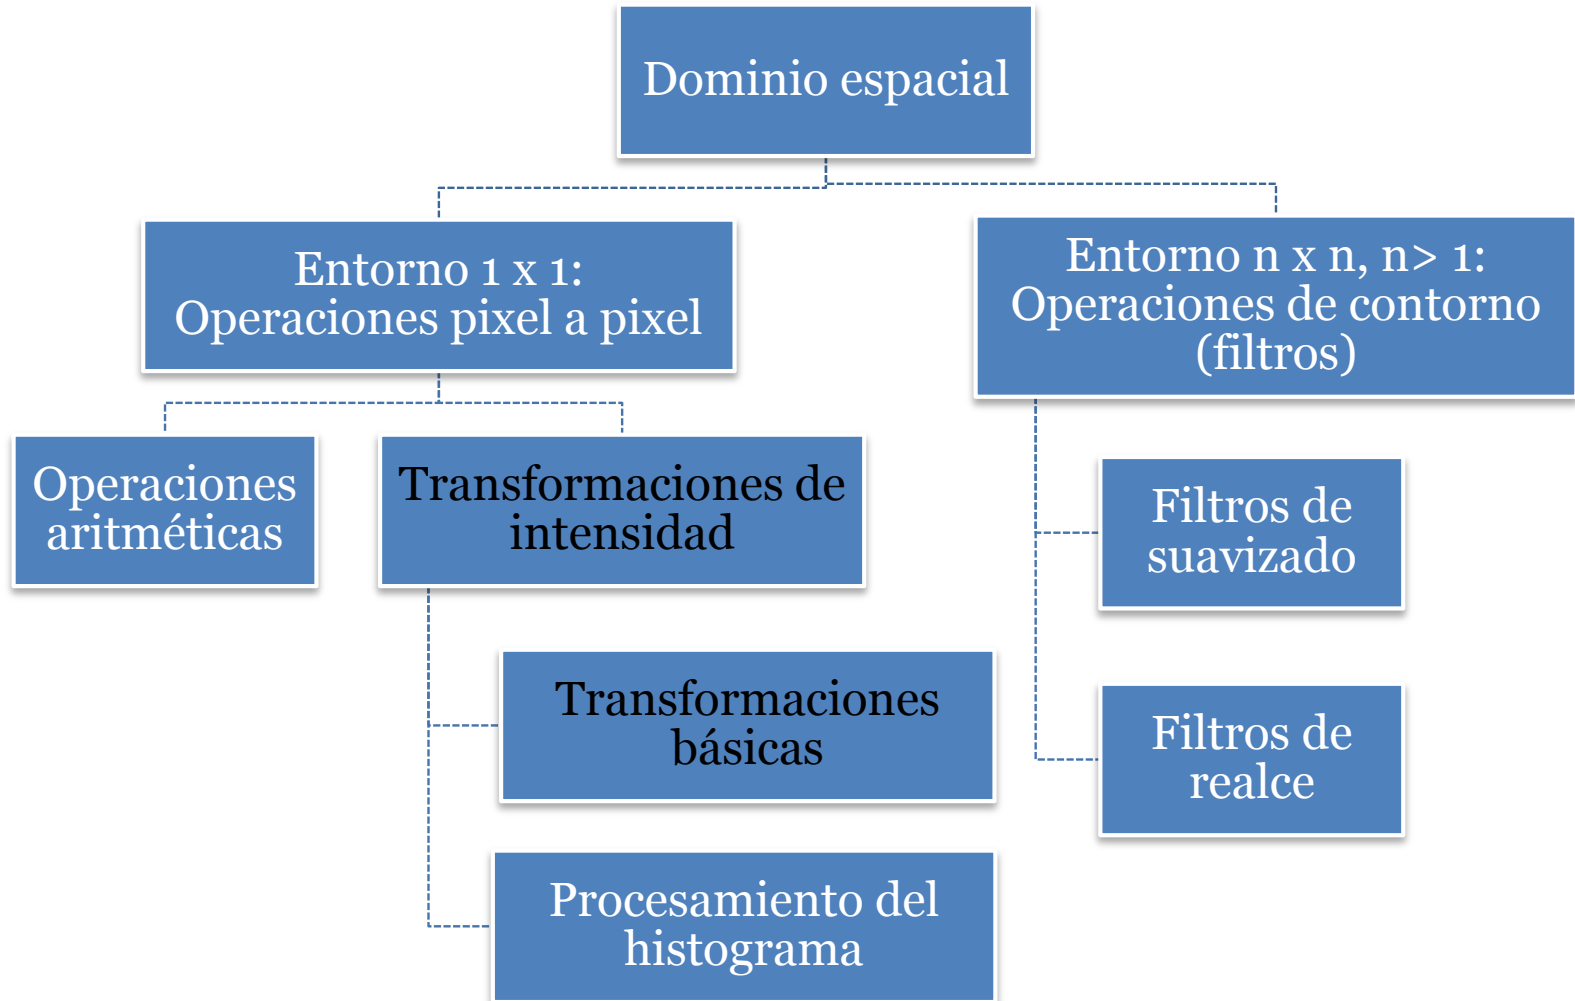 Dominio espacial
Entorno 1 x 1:
Operaciones pixel a pixel
Entorno n x n, n> 1:
Operaciones de contorno
(filtros)
Operaciones
aritméticas
Transformaciones de
intensidad
Filtros de
suavizado
Transformaciones
básicas
Filtros de
realce
Procesamiento del
histograma